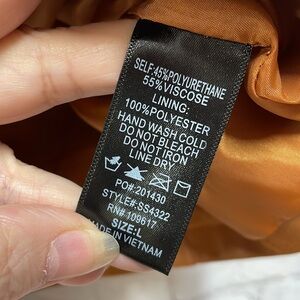 SELF:45%POLYURETHANE
55%VISCOSE
LINING:
100%POLYESTER
HAND WASH COLD
DO NOT BLEACH
DO NOT IRON
LINE DRY
PO#:201430
STYLE#:SS4322
RN#:109617
SIZE:L
MADE IN VIETNAM